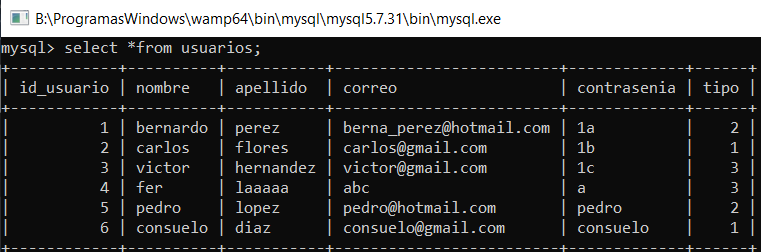 B:\ProgramasWindows\wamp64\bin\mysql\mysql5.7.31\bin\mysql.exe
mysql> select *from usuarios;
+------------+----------+-----------+------------------------+-------------+------+
| id_usuario | nombre   | apellido  | correo                 | contrasenia | tipo |
+------------+----------+-----------+------------------------+-------------+------+
|          1 | bernardo | perez     | berna_perez@hotmail.com | 1a          |    2 |
|          2 | carlos   | flores    | carlos@gmail.com       | 1b          |    1 |
|          3 | victor   | hernandez | victor@gmail.com       | 1c          |    3 |
|          4 | fer      | laaaaa    | abc                    | a           |    3 |
|          5 | pedro    | lopez     | pedro@hotmail.com      | pedro       |    2 |
|          6 | consuelo | diaz      | consuelo@gmail.com     | consuelo    |    1 |
+------------+----------+-----------+------------------------+-------------+------+